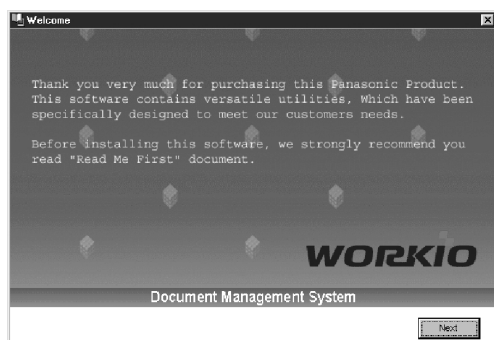 Welcome
Thank you very much for purchasing this Panasonic Product.
This software contains versatile utilities, Which have been
specifically designed to meet our customers needs.
Before installing this software, we strongly recommend you
read "Read Me First" document.
WORKIO
Document Management System
Next